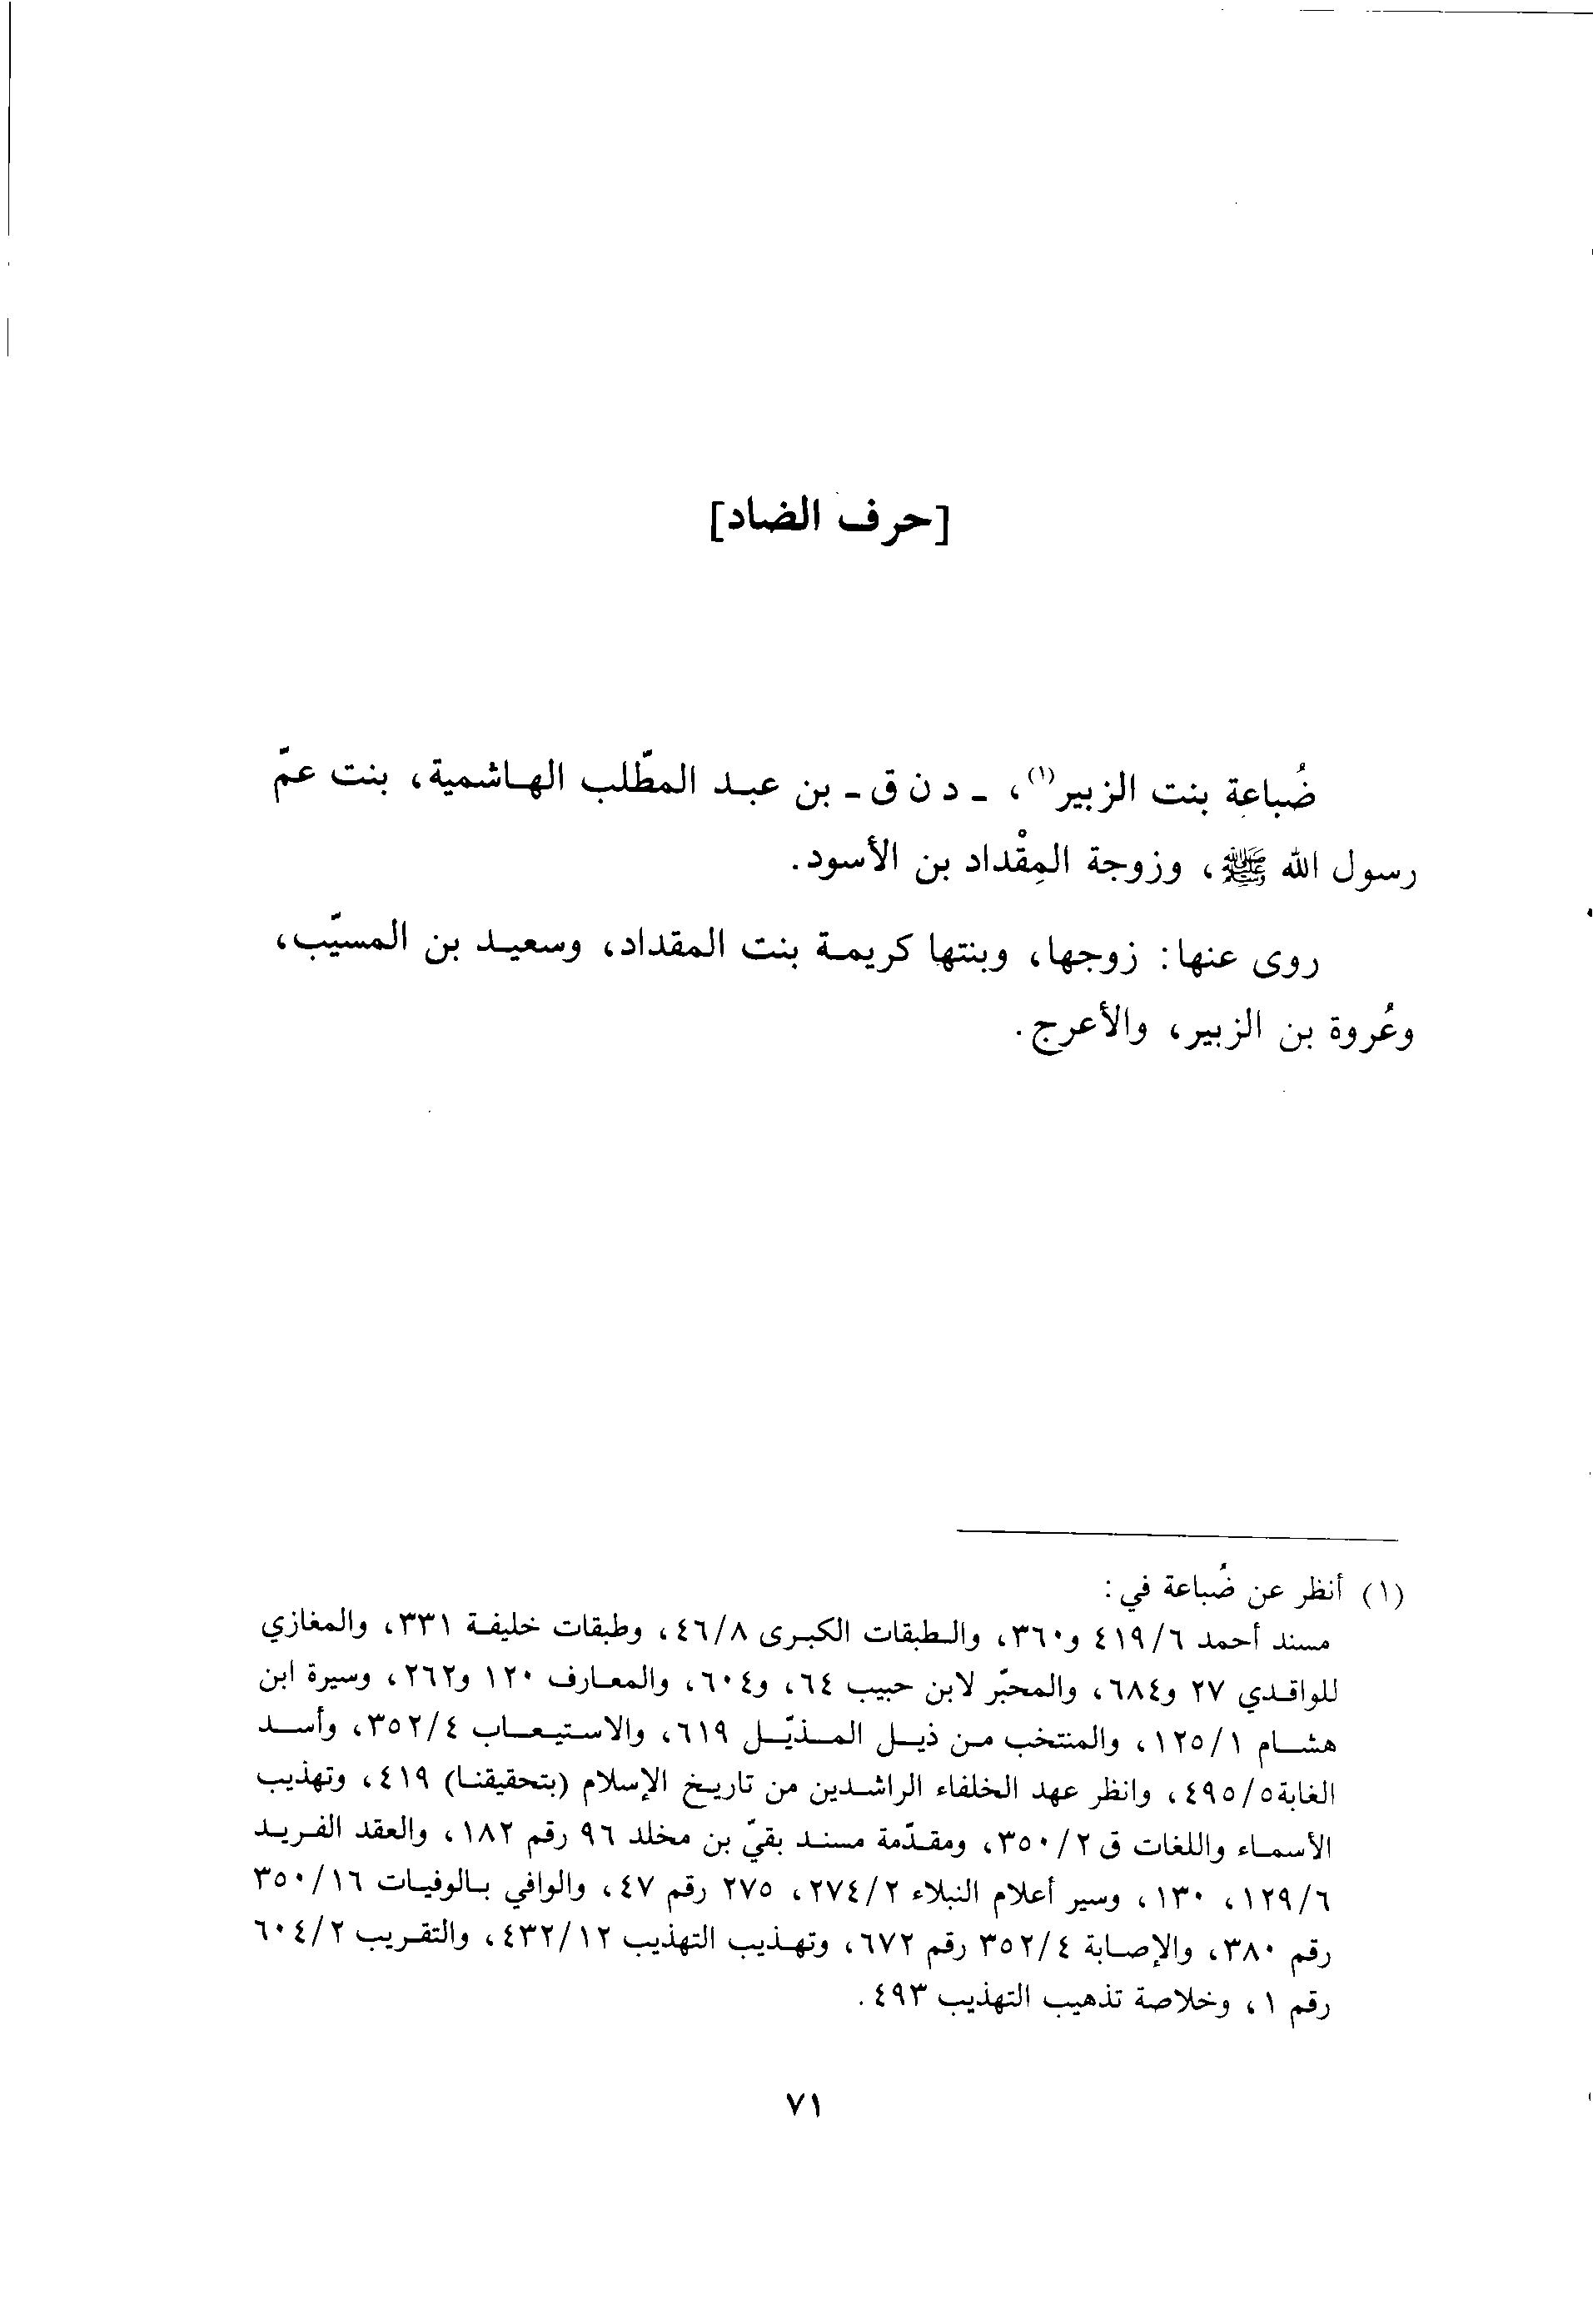 [حرف الضاد]
ضُباعة بنت الزبير(١)، ـ د ن ق ـ بن عبد المطّلب الهاشمية، بنت عمّ
رسول الله ﷺ، وزوجة المِقْداد بن الأسود.
روى عنها: زوجها، وبنتها كريمة بنت المقداد، وسعيد بن المسيّب،
وعُروة بن الزبير، والأعرج.
(١) أنظر عن ضُباعة في:
مسند أحمد ٤١٩/٦ و٣٦٠، والطبقات الكبرى ٤٦/٨، وطبقات خليفة ٣٣١، والمغازي
للواقدي ٢٧ و٦٨٤، والمحبّر لابن حبيب ٦٤، و٦٠٤، والمعارف ١٢٠ و٢٦٢، وسيرة ابن
هشام ١٢٥/١، والمنتخب من ذيل المذيّل ٦١٩، والاستيعاب ٣٥٢/٤، وأسد
الغابة٤٩٥/٥، وانظر عهد الخلفاء الراشدين من تاريخ الإسلام (بتحقيقنا) ٤١٩، وتهذيب
الأسماء واللغات ق ٣٥٠/٢، ومقدّمة مسند بقيّ بن مخلد ٩٦ رقم ١٨٢، والعقد الفريد
١٢٩/٦، ١٣٠، وسير أعلام النبلاء ٢٧٤/٢، ٢٧٥ رقم ٤٧، والوافي بالوفيات ٣٥٠/١٦
رقم ٣٨٠، والإصابة ٣٥٢/٤ رقم ٦٧٢، وتهذيب التهذيب ٤٣٢/١٢، والتقريب ٦٠٤/٢
رقم ١، وخلاصة تذهيب التهذيب ٤٩٣.
٧١